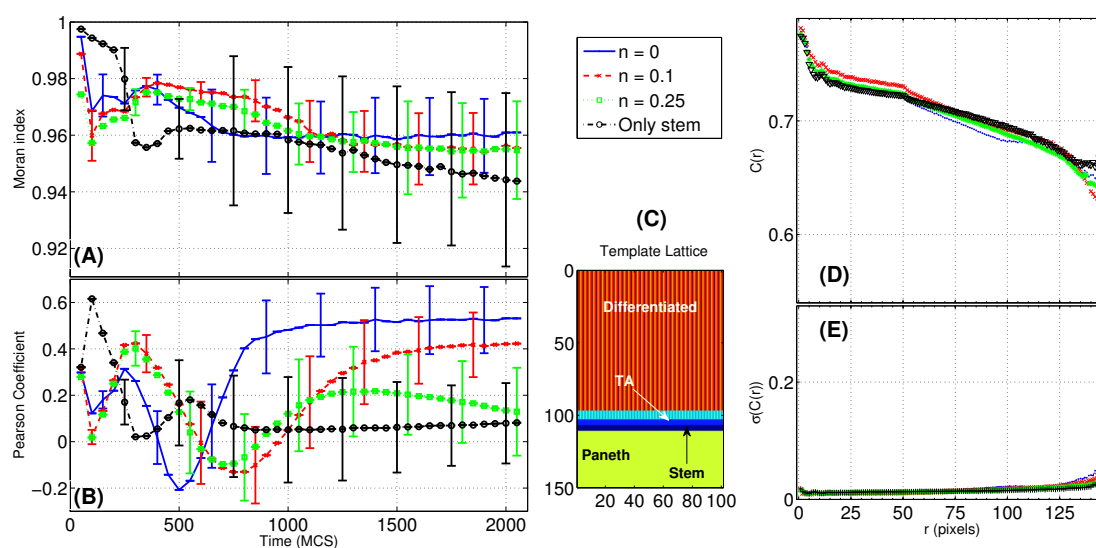 1
0.98
0.96
0.94
0.92
Moran index
(A)
0.6
0.4
0.2
0
−0.2
Pearson Coefficient
(B)
0
500
1000
1500
2000
Time (MCS)
n = 0
n = 0.1
n = 0.25
Only stem
(C)
Template Lattice
0
50
100
150
Differentiated
TA
Paneth
Stem
20
40
60
80
100
0.7
0.6
C(r)
(D)
(E)
0.2
0
σ(C(r))
0
25
50
75
100
125
r (pixels)